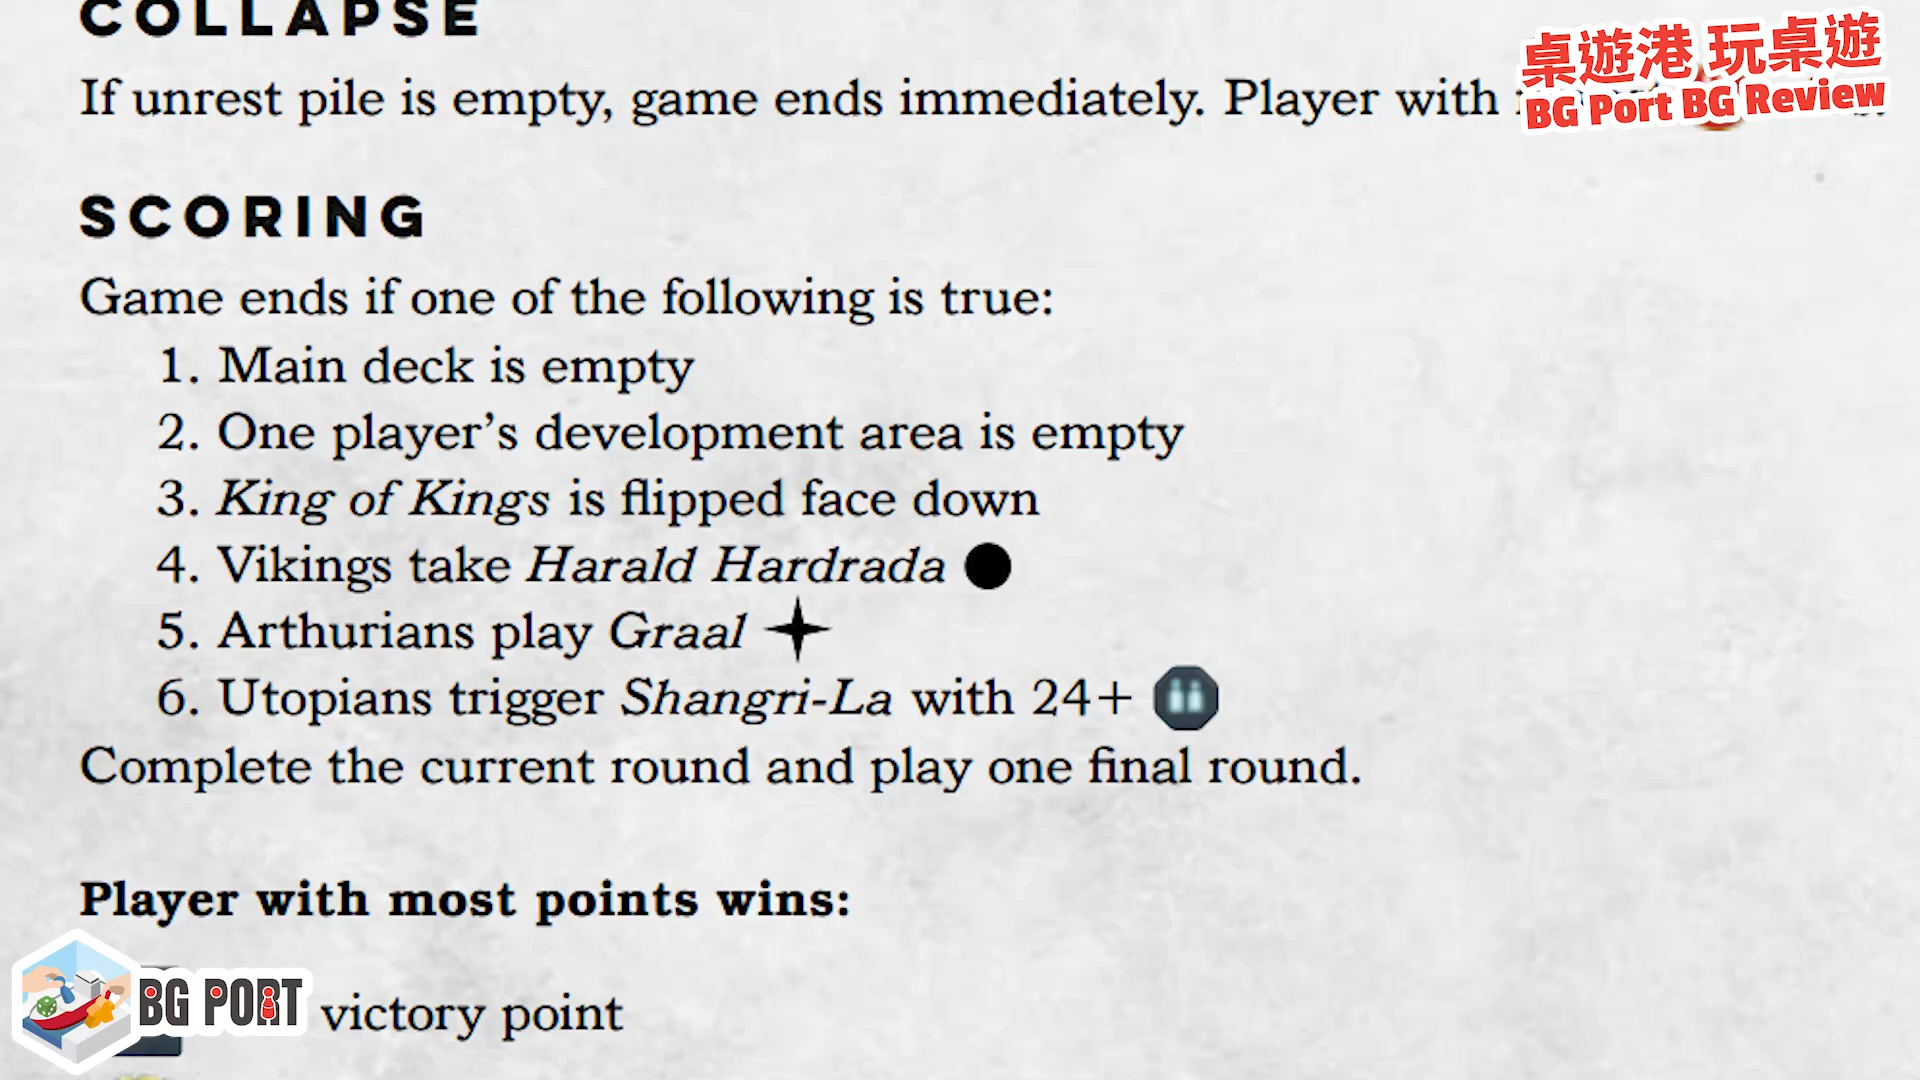 COLLAPSE
桌遊港 玩桌遊
BG Port BG Review
If unrest pile is empty, game ends immediately. Player with
SCORING
Game ends if one of the following is true:
1. Main deck is empty
2. One player’s development area is empty
3. King of Kings is flipped face down
4. Vikings take Harald Hardrada
5. Arthurians play Graal
6. Utopians trigger Shangri-La with 24+
Complete the current round and play one final round.
Player with most points wins:
BG PORT
victory point